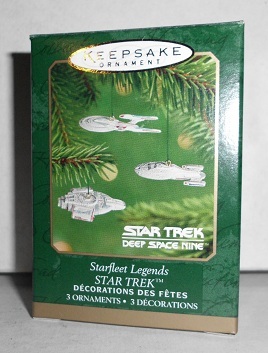 KEEPSAKE
ORNAMENT
STAR TREK
DEEP SPACE NINE
Starfleet Legends
STAR TREK™
DÉCORATIONS DES FÊTES
3 ORNAMENTS • 3 DÉCORATIONS